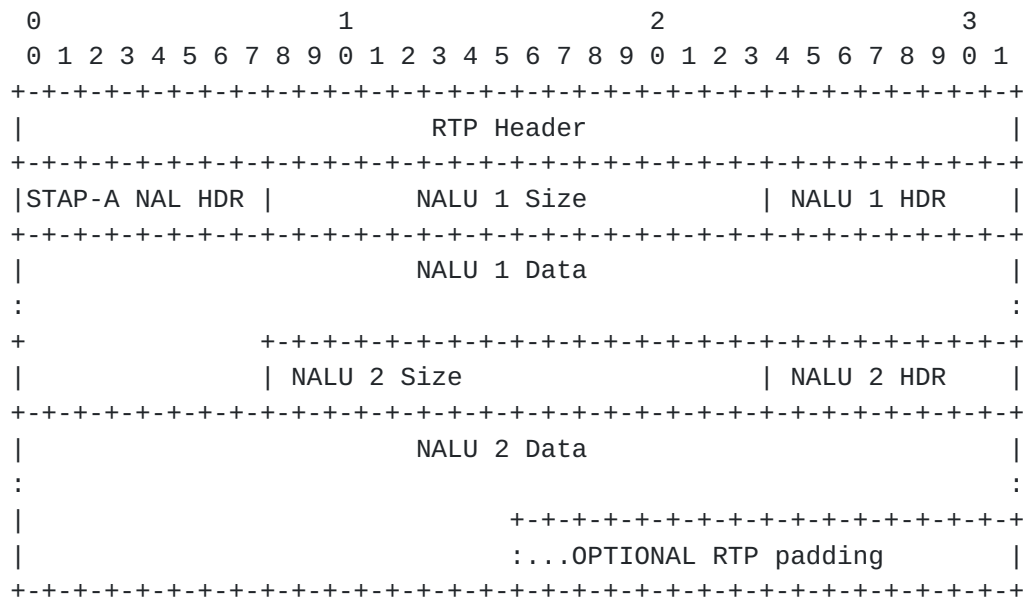 0                   1                   2                   3
 0 1 2 3 4 5 6 7 8 9 0 1 2 3 4 5 6 7 8 9 0 1 2 3 4 5 6 7 8 9 0 1
+-+-+-+-+-+-+-+-+-+-+-+-+-+-+-+-+-+-+-+-+-+-+-+-+-+-+-+-+-+-+-+-+
|                          RTP Header                           |
+-+-+-+-+-+-+-+-+-+-+-+-+-+-+-+-+-+-+-+-+-+-+-+-+-+-+-+-+-+-+-+-+
|STAP-A NAL HDR |         NALU 1 Size           | NALU 1 HDR    |
+-+-+-+-+-+-+-+-+-+-+-+-+-+-+-+-+-+-+-+-+-+-+-+-+-+-+-+-+-+-+-+-+
|                         NALU 1 Data                           |
:                                                               :
+               +-+-+-+-+-+-+-+-+-+-+-+-+-+-+-+-+-+-+-+-+-+-+-+-+
|               | NALU 2 Size                   | NALU 2 HDR    |
+-+-+-+-+-+-+-+-+-+-+-+-+-+-+-+-+-+-+-+-+-+-+-+-+-+-+-+-+-+-+-+-+
|                         NALU 2 Data                           |
:                                                               :
|                               +-+-+-+-+-+-+-+-+-+-+-+-+-+-+-+-+
|                               :...OPTIONAL RTP padding        |
+-+-+-+-+-+-+-+-+-+-+-+-+-+-+-+-+-+-+-+-+-+-+-+-+-+-+-+-+-+-+-+-+